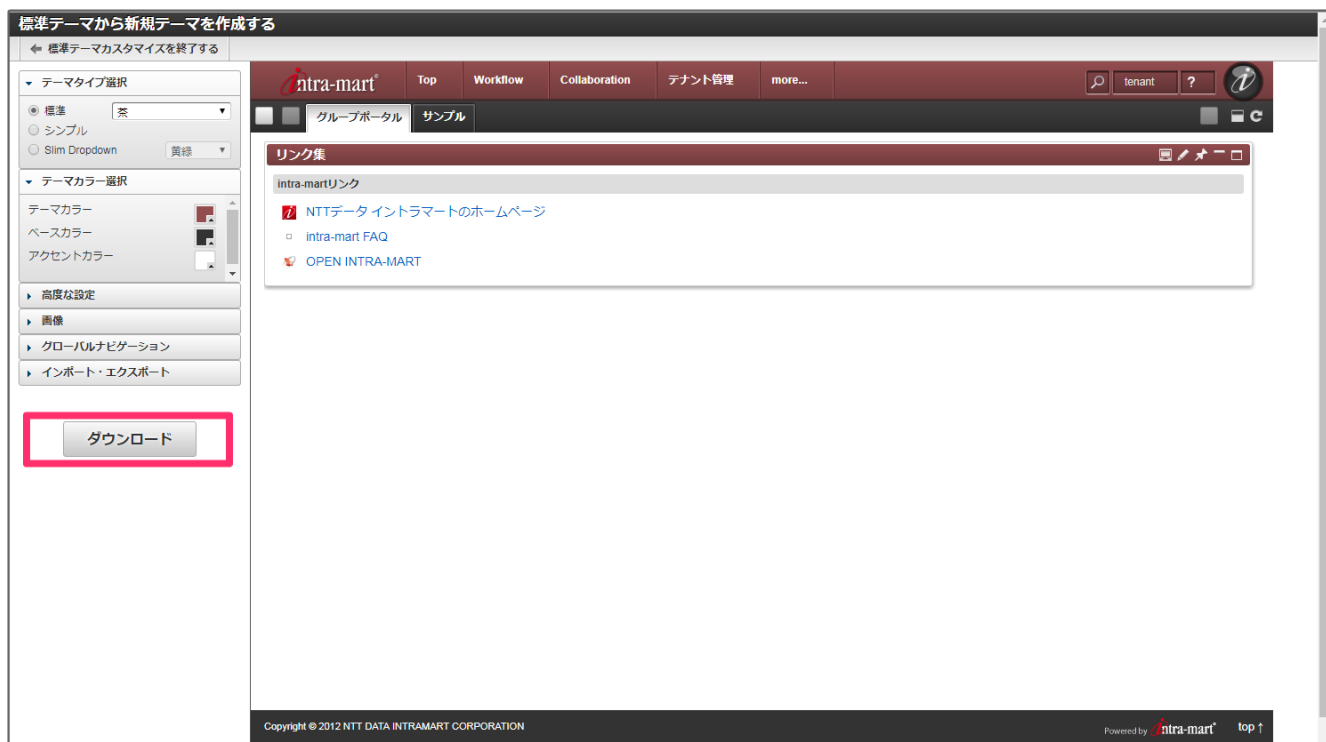 標準テーマから新規テーマを作成する
標準テーマカスタマイズを終了する
テーマタイプ選択
標準 茶
シンプル
Slim Dropdown 黄緑
テーマカラー選択
テーマカラー
ベースカラー
アクセントカラー
高度な設定
画像
グローバルナビゲーション
インポート・エクスポート
ダウンロード
intra-mart Top Workflow Collaboration テナント管理 more... tenant ?
グループポータル サンプル
リンク集
intra-martリンク
NTTデータ イントラマートのホームページ
intra-mart FAQ
OPEN INTRA-MART
Copyright © 2012 NTT DATA INTRAMART CORPORATION
Powered by intra-mart top ↑